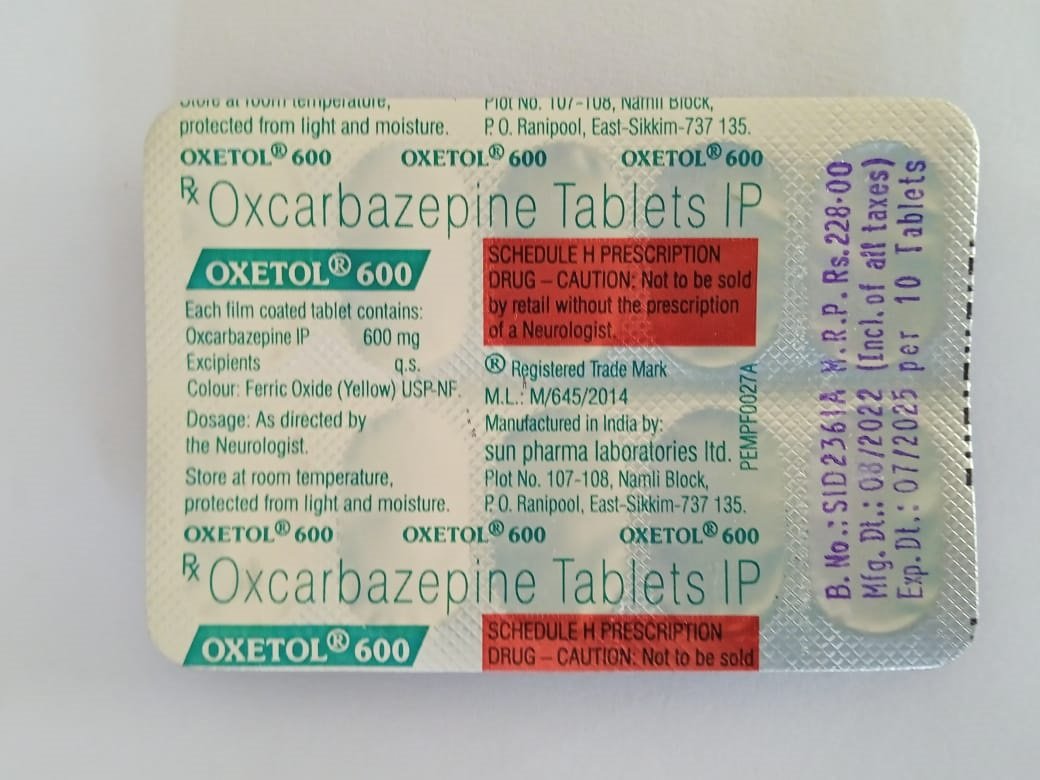 Store at room temperature,
protected from light and moisture.
Plot No. 107-108, Namli Block,
P.O. Ranipool, East-Sikkim-737 135.
OXETOL® 600 OXETOL® 600 OXETOL® 600
Rx Oxcarbazepine Tablets IP
OXETOL® 600
Each film coated tablet contains:
Oxcarbazepine IP 600 mg
Excipients q.s.
Colour: Ferric Oxide (Yellow) USP-NF.
Dosage: As directed by
the Neurologist.
Store at room temperature,
protected from light and moisture.
SCHEDULE H PRESCRIPTION
DRUG – CAUTION: Not to be sold
by retail without the prescription
of a Neurologist.
® Registered Trade Mark
M.L.: M/645/2014
Manufactured in India by:
sun pharma laboratories ltd.
Plot No. 107-108, Namli Block,
P.O. Ranipool, East-Sikkim-737 135.
PEMPF0027A
OXETOL® 600 OXETOL® 600 OXETOL® 600
Rx Oxcarbazepine Tablets IP
OXETOL® 600
SCHEDULE H PRESCRIPTION
DRUG – CAUTION: Not to be sold
B. No.: SID2361A M.R.P. Rs.228.00
Mfg. Dt.: 08/2022 (Incl. of all taxes)
Exp. Dt.: 07/2025 per 10 Tablets